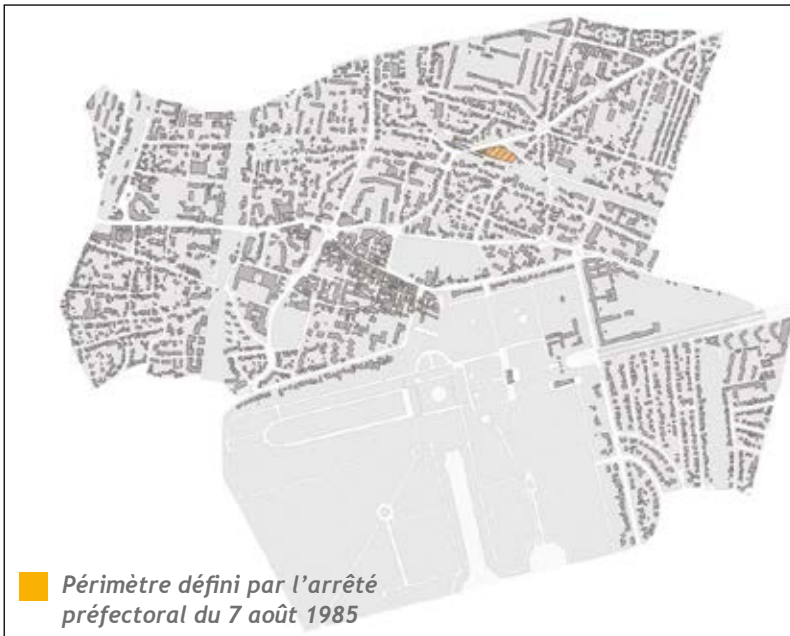 Périmètre défini par l’arrêté
préfectoral du 7 août 1985